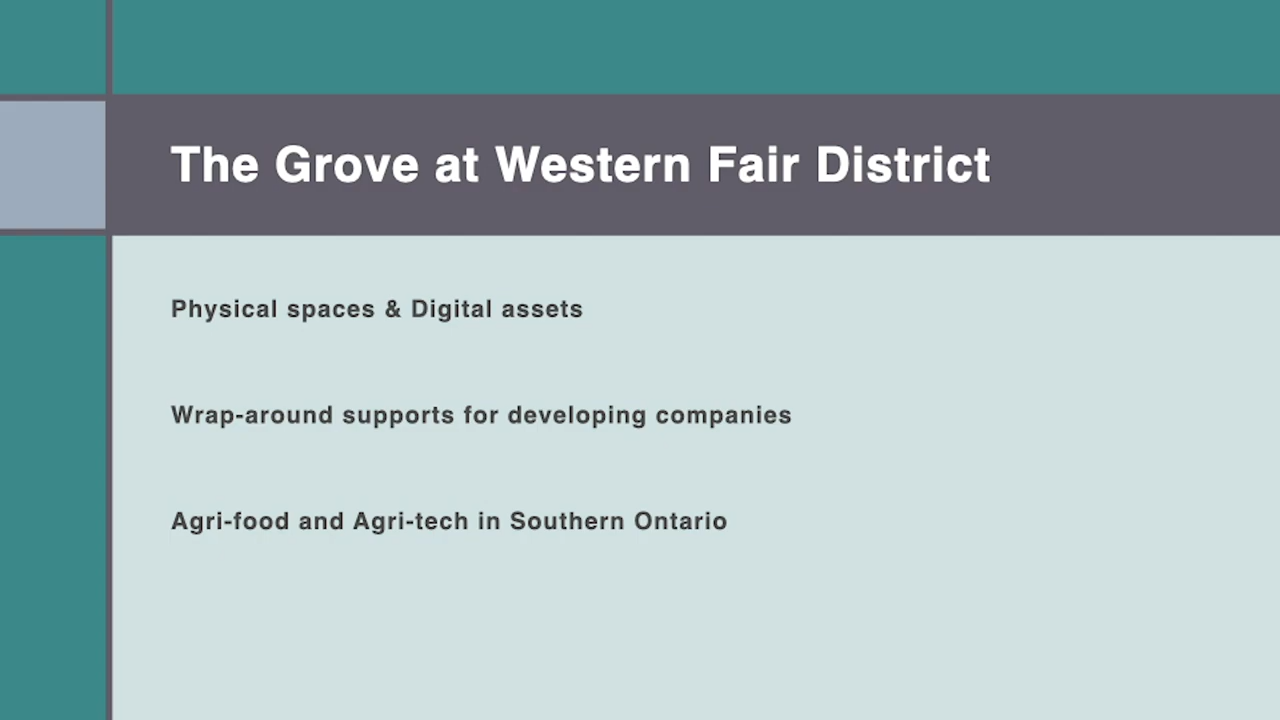 The Grove at Western Fair District
Physical spaces & Digital assets
Wrap-around supports for developing companies
Agri-food and Agri-tech in Southern Ontario